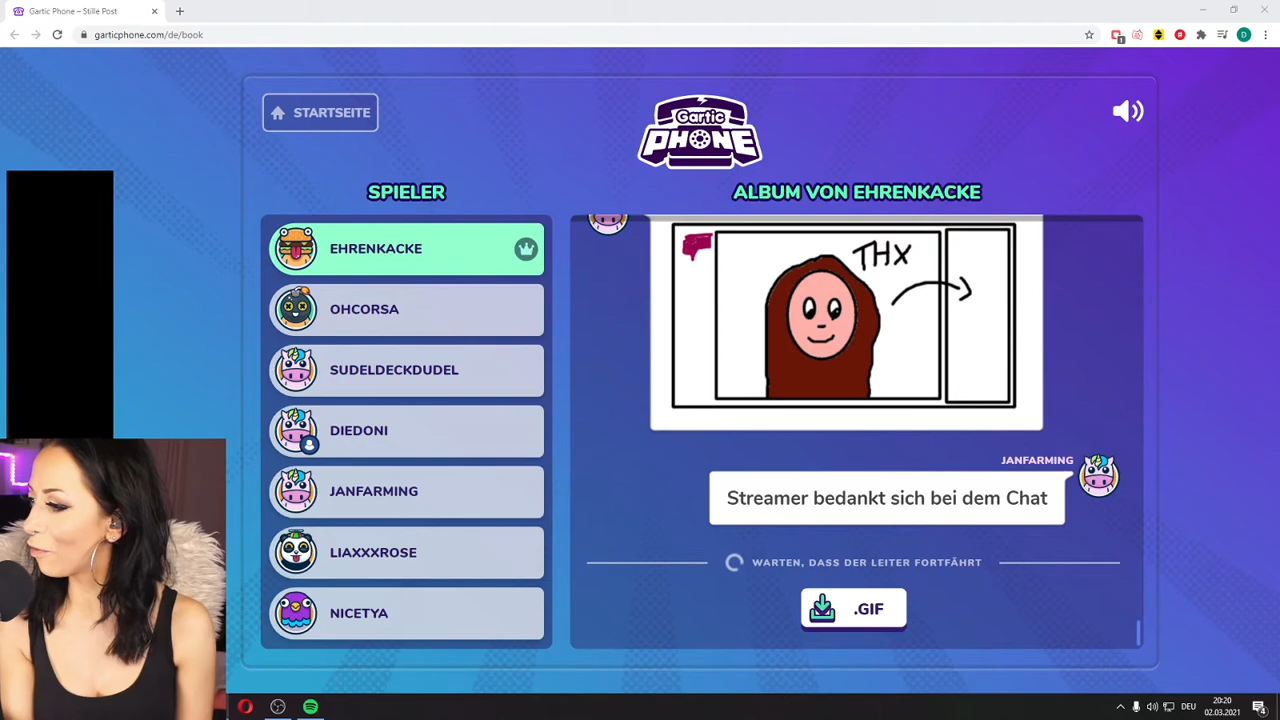 Gartic Phone – Stille Post
garticphone.com/de/book
1
D
STARTSEITE
Gartic
PHONE
SPIELER
ALBUM VON EHRENKACKE
EHRENKACKE
OHCORSA
SUDELDECKDUDEL
DIEDONI
JANFARMING
LIAXXXROSE
NICETYA
THX
JANFARMING
Streamer bedankt sich bei dem Chat
WARTEN, DASS DER LEITER FORTFÄHRT
.GIF
DEU
20:20
02.03.2021
4